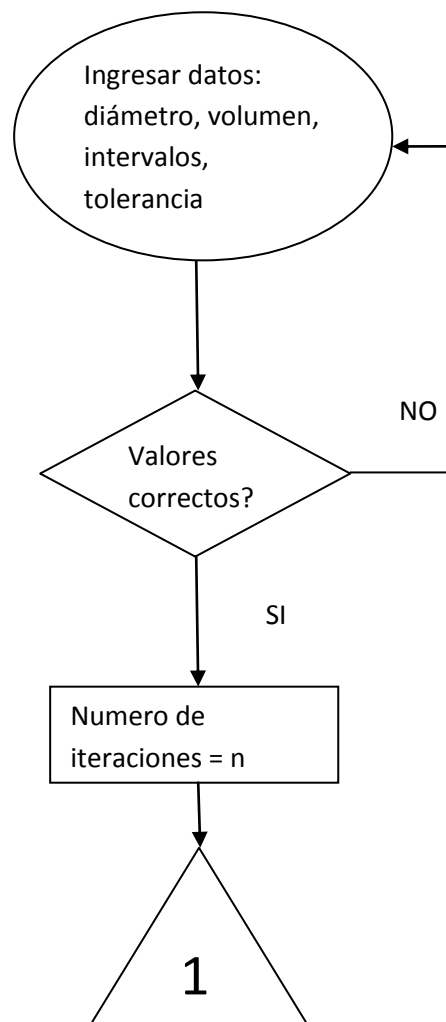 Ingresar datos:
diámetro, volumen,
intervalos,
tolerancia
NO
Valores
correctos?
SI
Numero de
iteraciones = n
1